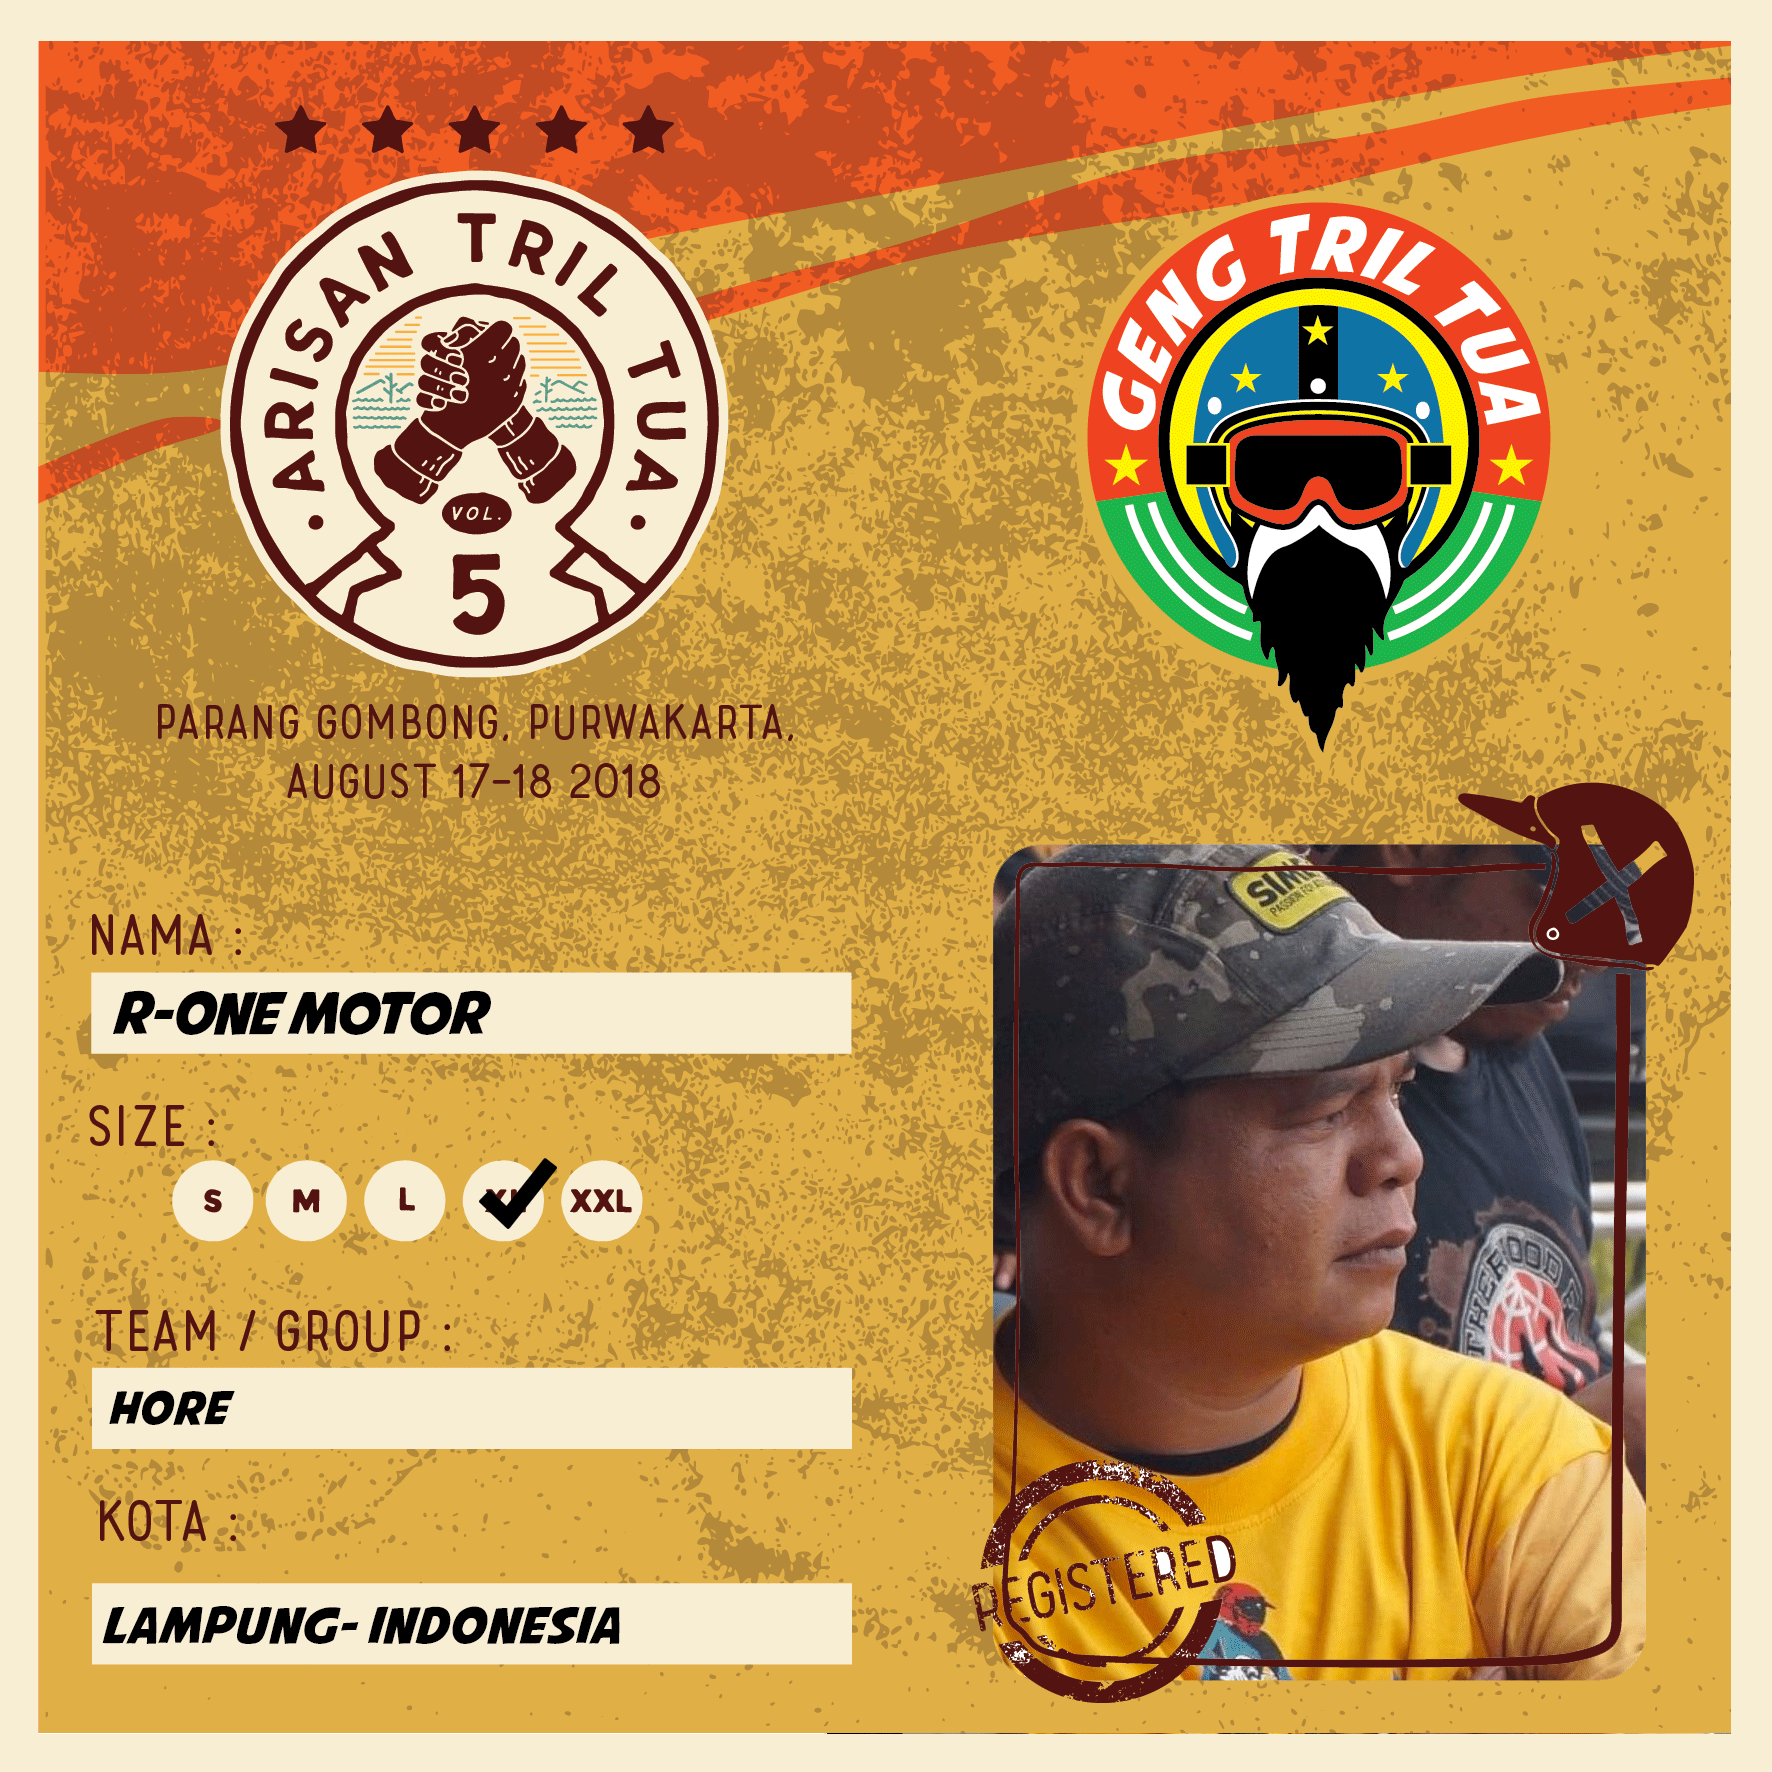 ARISAN TRIL TUA
VOL.
5
GENG TRIL TUA
PARANG GOMBONG, PURWAKARTA,
AUGUST 17-18 2018
NAMA :
R-ONE MOTOR
SIZE :
S M L XL XXL
TEAM / GROUP :
HORE
KOTA :
LAMPUNG- INDONESIA
REGISTERED